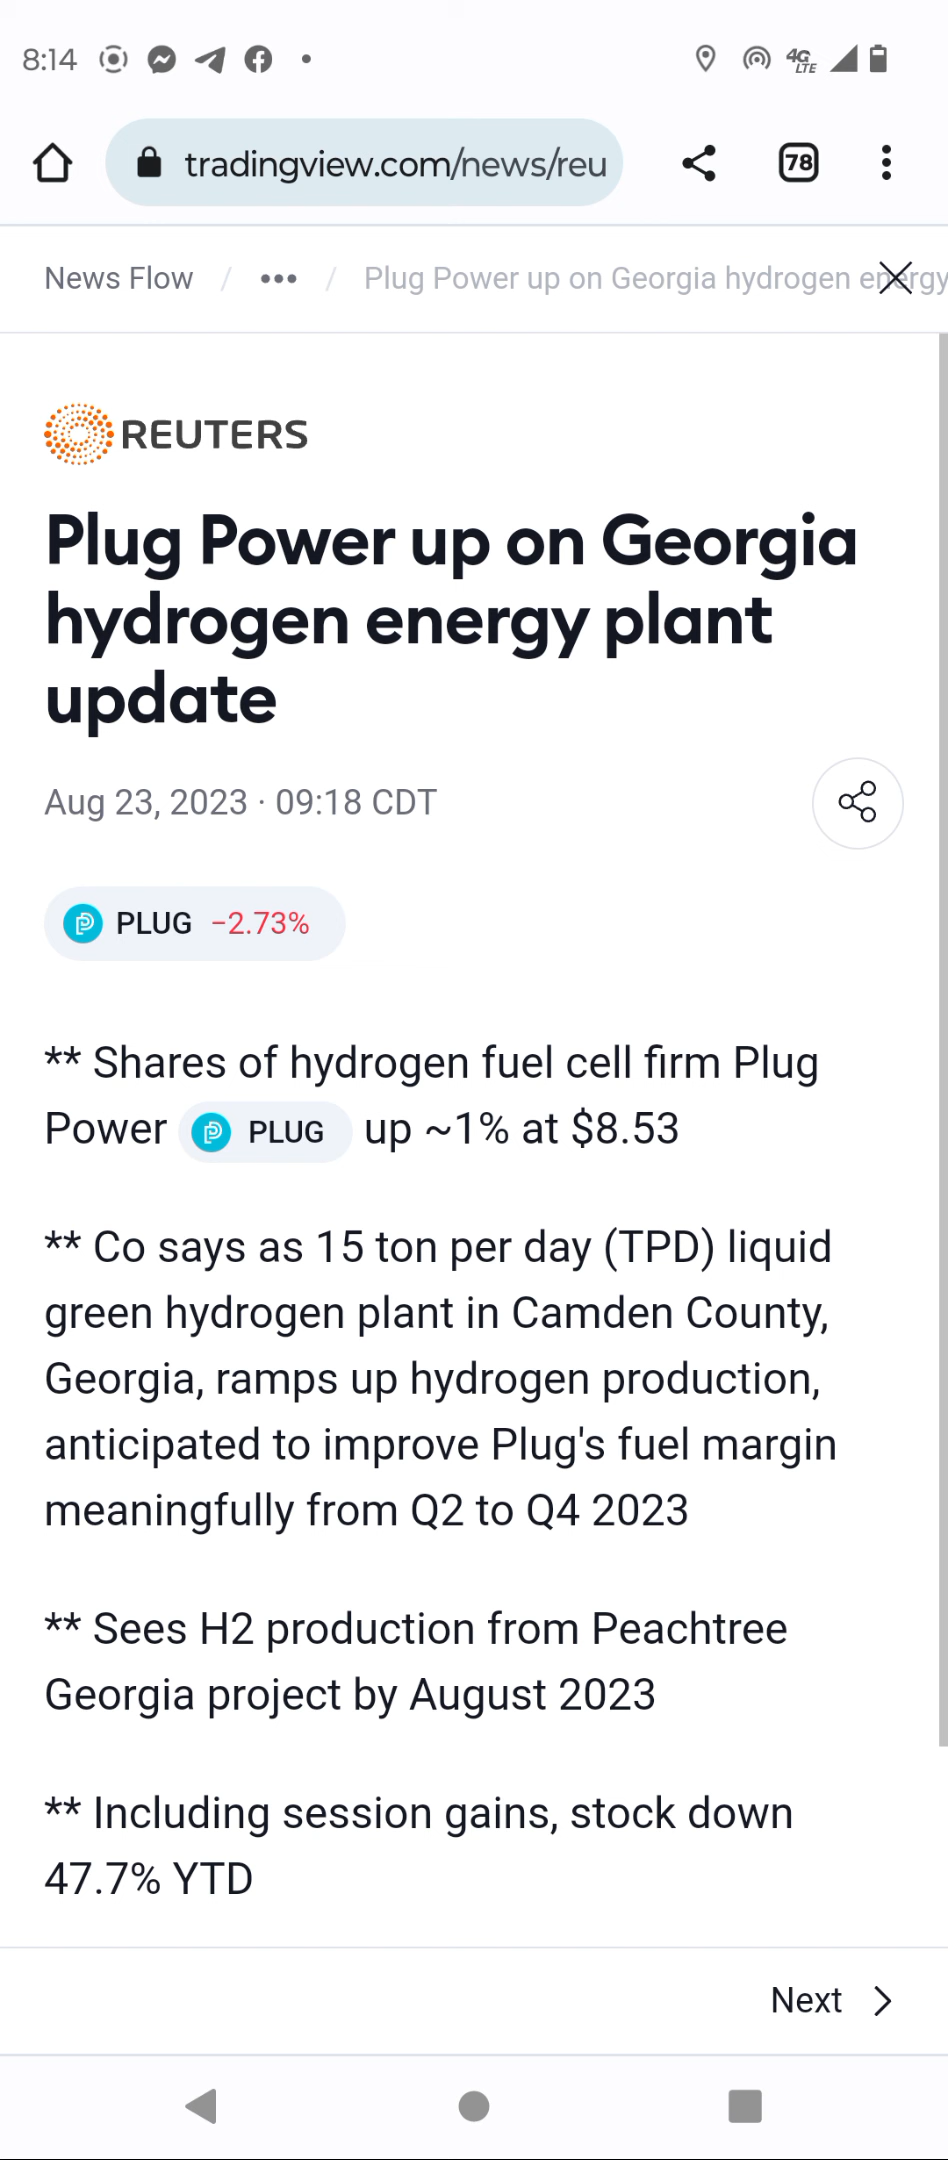 8:14 4G LTE
tradingview.com/news/reu 78
News Flow / ••• / Plug Power up on Georgia hydrogen energy
REUTERS
Plug Power up on Georgia
hydrogen energy plant
update
Aug 23, 2023 · 09:18 CDT
PLUG −2.73%
** Shares of hydrogen fuel cell firm Plug
Power PLUG up ~1% at $8.53
** Co says as 15 ton per day (TPD) liquid
green hydrogen plant in Camden County,
Georgia, ramps up hydrogen production,
anticipated to improve Plug's fuel margin
meaningfully from Q2 to Q4 2023
** Sees H2 production from Peachtree
Georgia project by August 2023
** Including session gains, stock down
47.7% YTD
Next